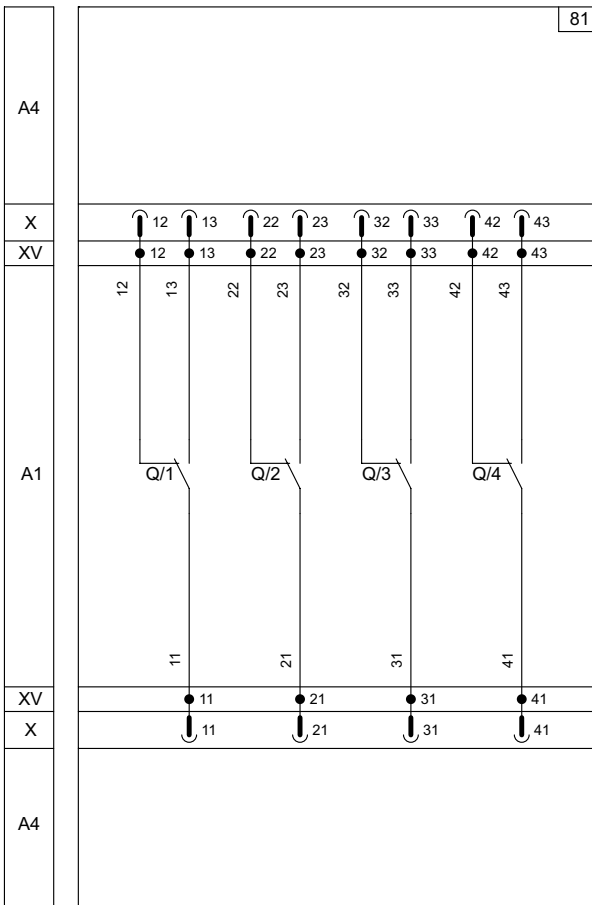 81
A4
X 12 13 22 23 32 33 42 43
XV 12 13 22 23 32 33 42 43
12 13 22 23 32 33 42 43
A1 Q/1 Q/2 Q/3 Q/4
11 21 31 41
XV 11 21 31 41
X 11 21 31 41
A4